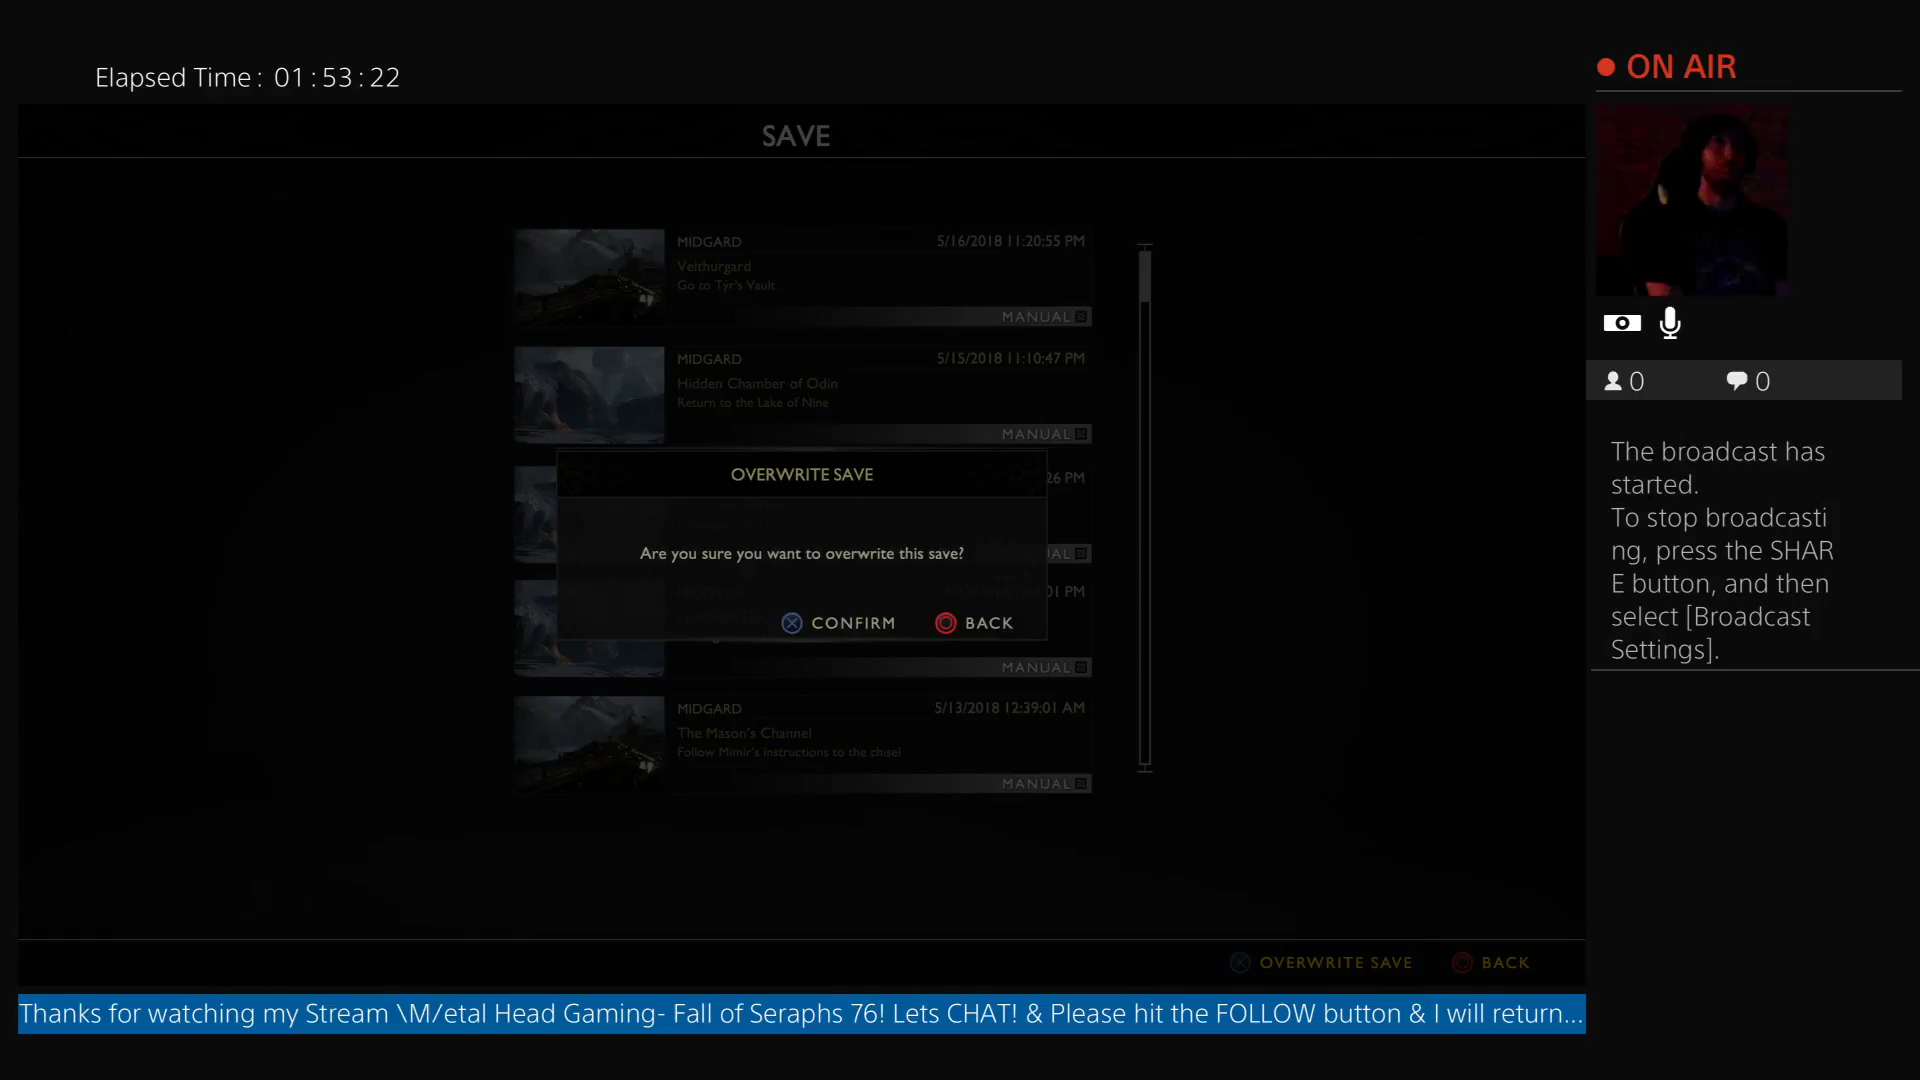 Elapsed Time: 01:53:22
ON AIR
SAVE
MIDGARD 5/16/2018 11:20:55 PM
Veithurgard
Go to Týr's Vault
MANUAL
MIDGARD 5/15/2018 11:10:47 PM
Hidden Chamber of Odin
Return to the Lake of Nine
MANUAL
26 PM
OVERWRITE SAVE
Are you sure you want to overwrite this save?
UAL
01 PM
CONFIRM BACK
MANUAL
MIDGARD 5/13/2018 12:39:01 AM
The Mason's Channel
Follow Mimir's instructions to the chisel
MANUAL
OVERWRITE SAVE BACK
Thanks for watching my Stream \M/etal Head Gaming- Fall of Seraphs 76! Lets CHAT! & Please hit the FOLLOW button & I will return...
0 0
The broadcast has
started.
To stop broadcasti
ng, press the SHAR
E button, and then
select [Broadcast
Settings].